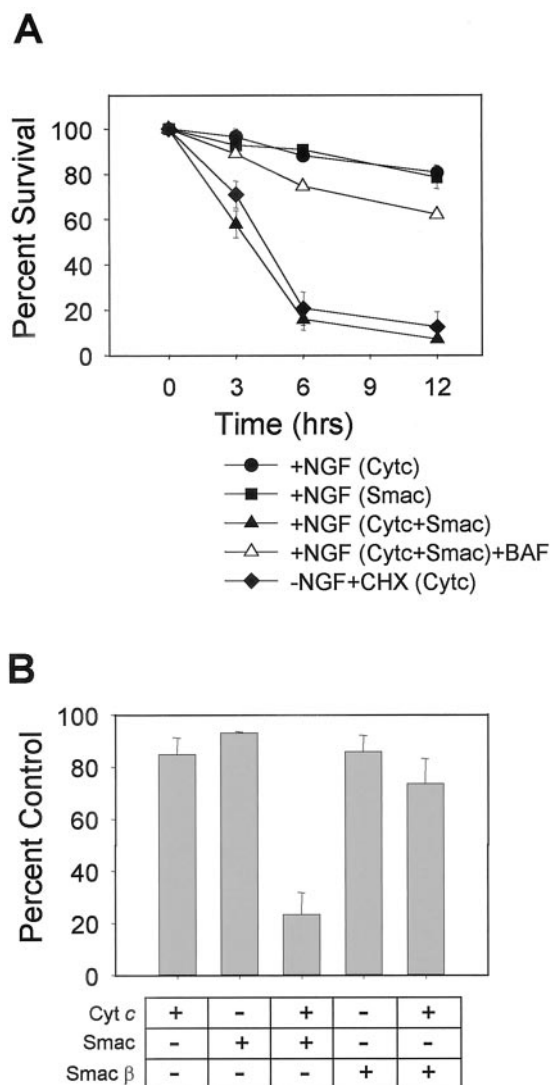 A
Percent Survival
100
80
60
40
20
0
0 3 6 9 12
Time (hrs)
+NGF (Cytc)
+NGF (Smac)
+NGF (Cytc+Smac)
+NGF (Cytc+Smac)+BAF
-NGF+CHX (Cytc)
B
Percent Control
100
80
60
40
20
0
Cyt c + - + - +
Smac - + + - -
Smac β - - - + +